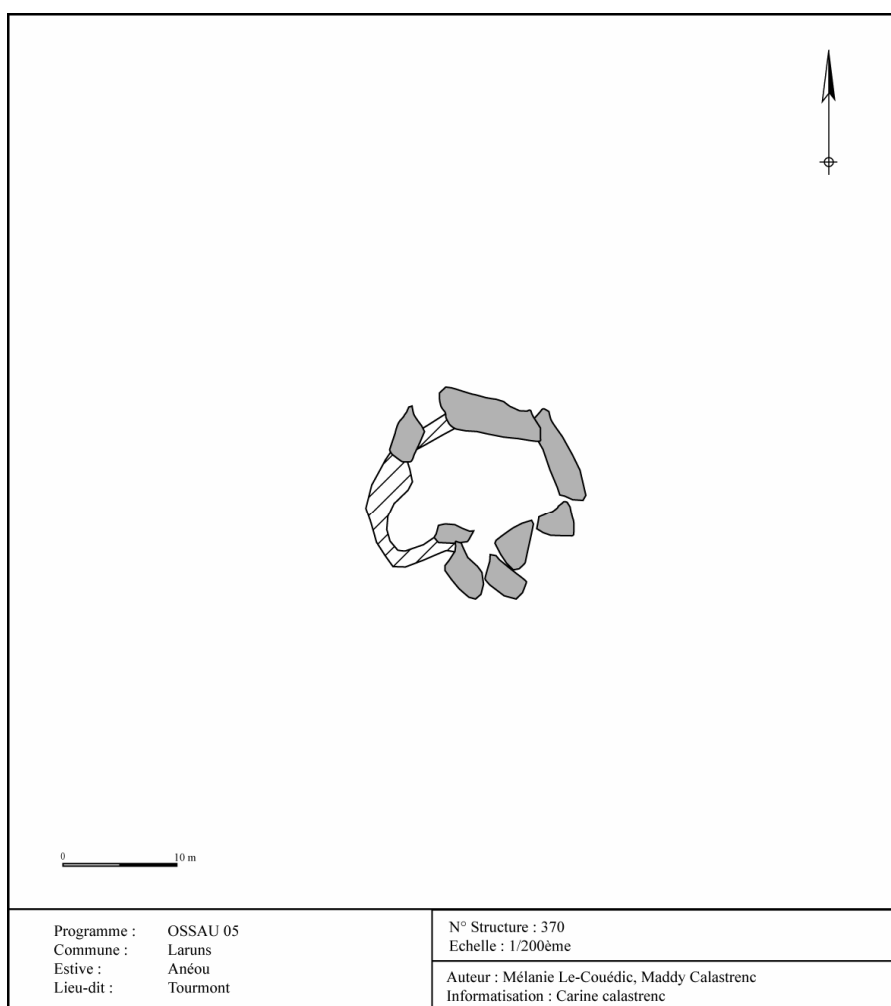 0 10 m
Programme : OSSAU 05
Commune : Laruns
Estive : Anéou
Lieu-dit : Tourmont
N° Structure : 370
Echelle : 1/200ème
Auteur : Mélanie Le-Couédic, Maddy Calastrenc
Informatisation : Carine calastrenc